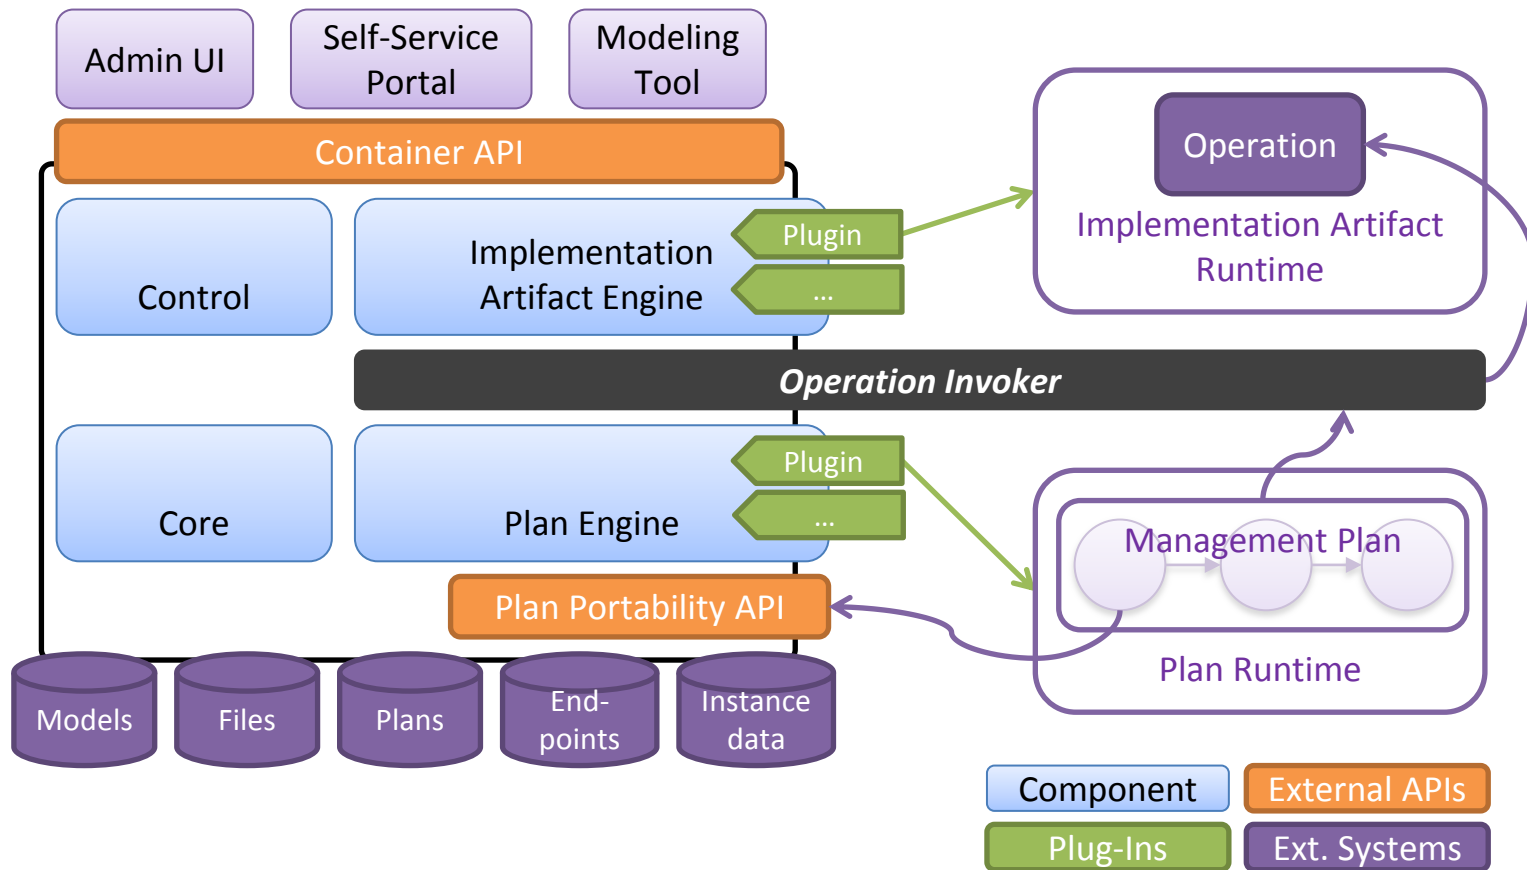 Admin UI
Self-Service
Portal
Modeling
Tool
Container API
Control
Implementation
Artifact Engine
Plugin
...
Operation
Implementation Artifact
Runtime
Operation Invoker
Core
Plan Engine
Plugin
...
Management Plan
Plan Runtime
Plan Portability API
Models
Files
Plans
End-
points
Instance
data
Component
External APIs
Plug-Ins
Ext. Systems